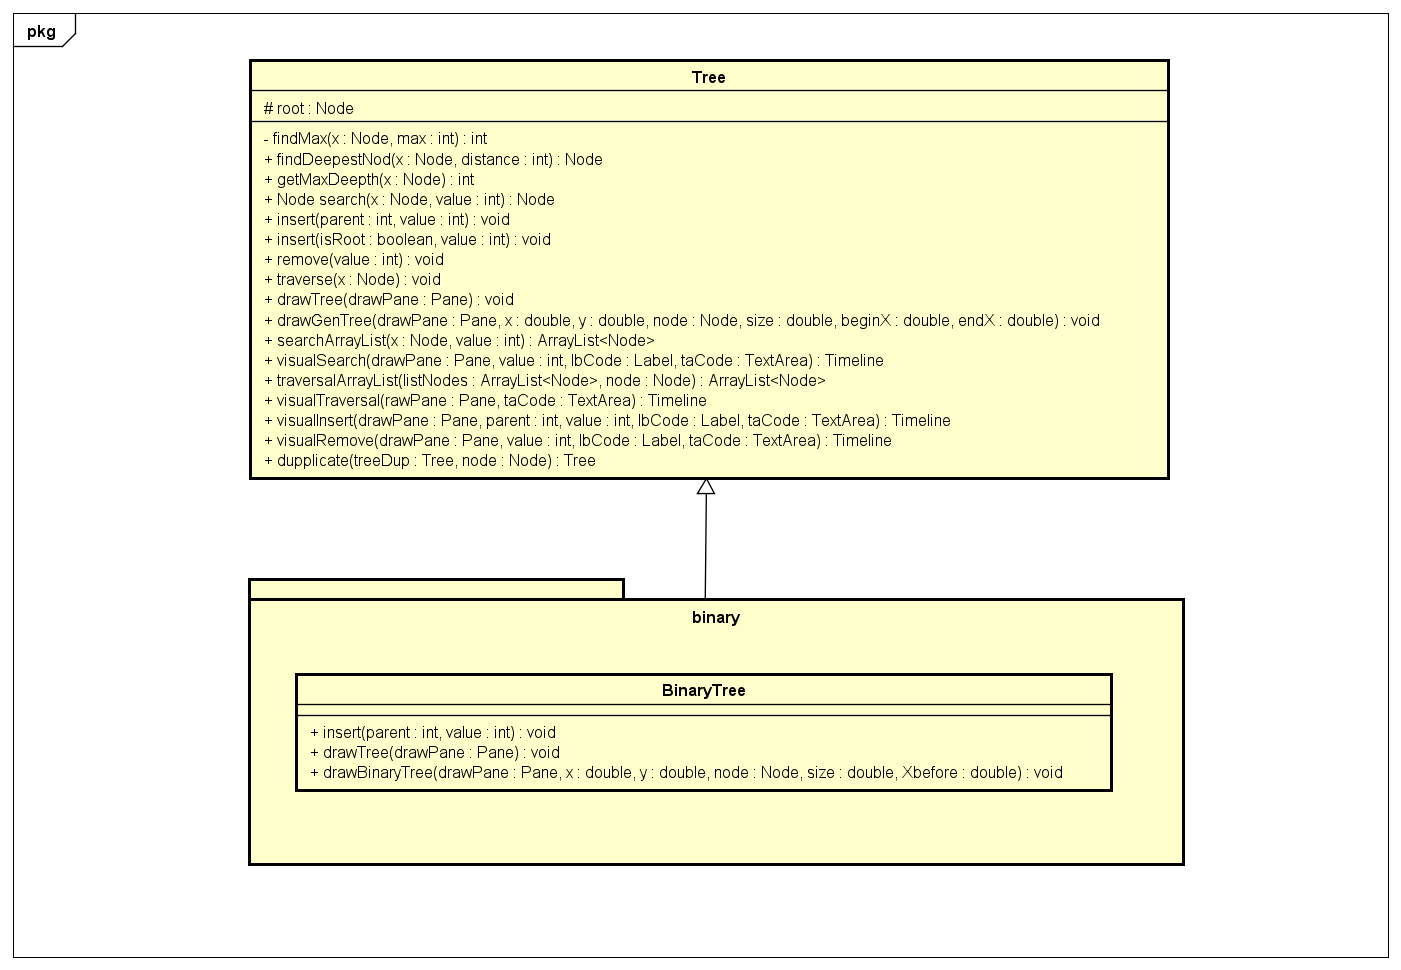 pkg
Tree
# root : Node
- findMax(x : Node, max : int) : int
+ findDeepestNod(x : Node, distance : int) : Node
+ getMaxDeepth(x : Node) : int
+ Node search(x : Node, value : int) : Node
+ insert(parent : int, value : int) : void
+ insert(isRoot : boolean, value : int) : void
+ remove(value : int) : void
+ traverse(x : Node) : void
+ drawTree(drawPane : Pane) : void
+ drawGenTree(drawPane : Pane, x : double, y : double, node : Node, size : double, beginX : double, endX : double) : void
+ searchArrayList(x : Node, value : int) : ArrayList<Node>
+ visualSearch(drawPane : Pane, value : int, lbCode : Label, taCode : TextArea) : Timeline
+ traversalArrayList(listNodes : ArrayList<Node>, node : Node) : ArrayList<Node>
+ visualTraversal(rawPane : Pane, taCode : TextArea) : Timeline
+ visualInsert(drawPane : Pane, parent : int, value : int, lbCode : Label, taCode : TextArea) : Timeline
+ visualRemove(drawPane : Pane, value : int, lbCode : Label, taCode : TextArea) : Timeline
+ dupplicate(treeDup : Tree, node : Node) : Tree
binary
BinaryTree
+ insert(parent : int, value : int) : void
+ drawTree(drawPane : Pane) : void
+ drawBinaryTree(drawPane : Pane, x : double, y : double, node : Node, size : double, Xbefore : double) : void